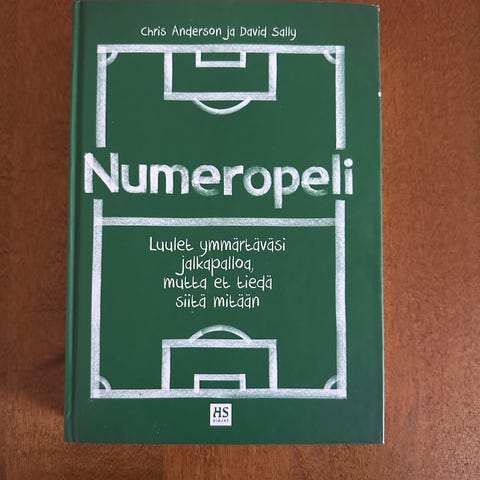 Chris Anderson ja David Sally
Numeropeli
Luulet ymmärtäväsi
jalkapalloa,
mutta et tiedä
siitä mitään
HS
KIRJAT